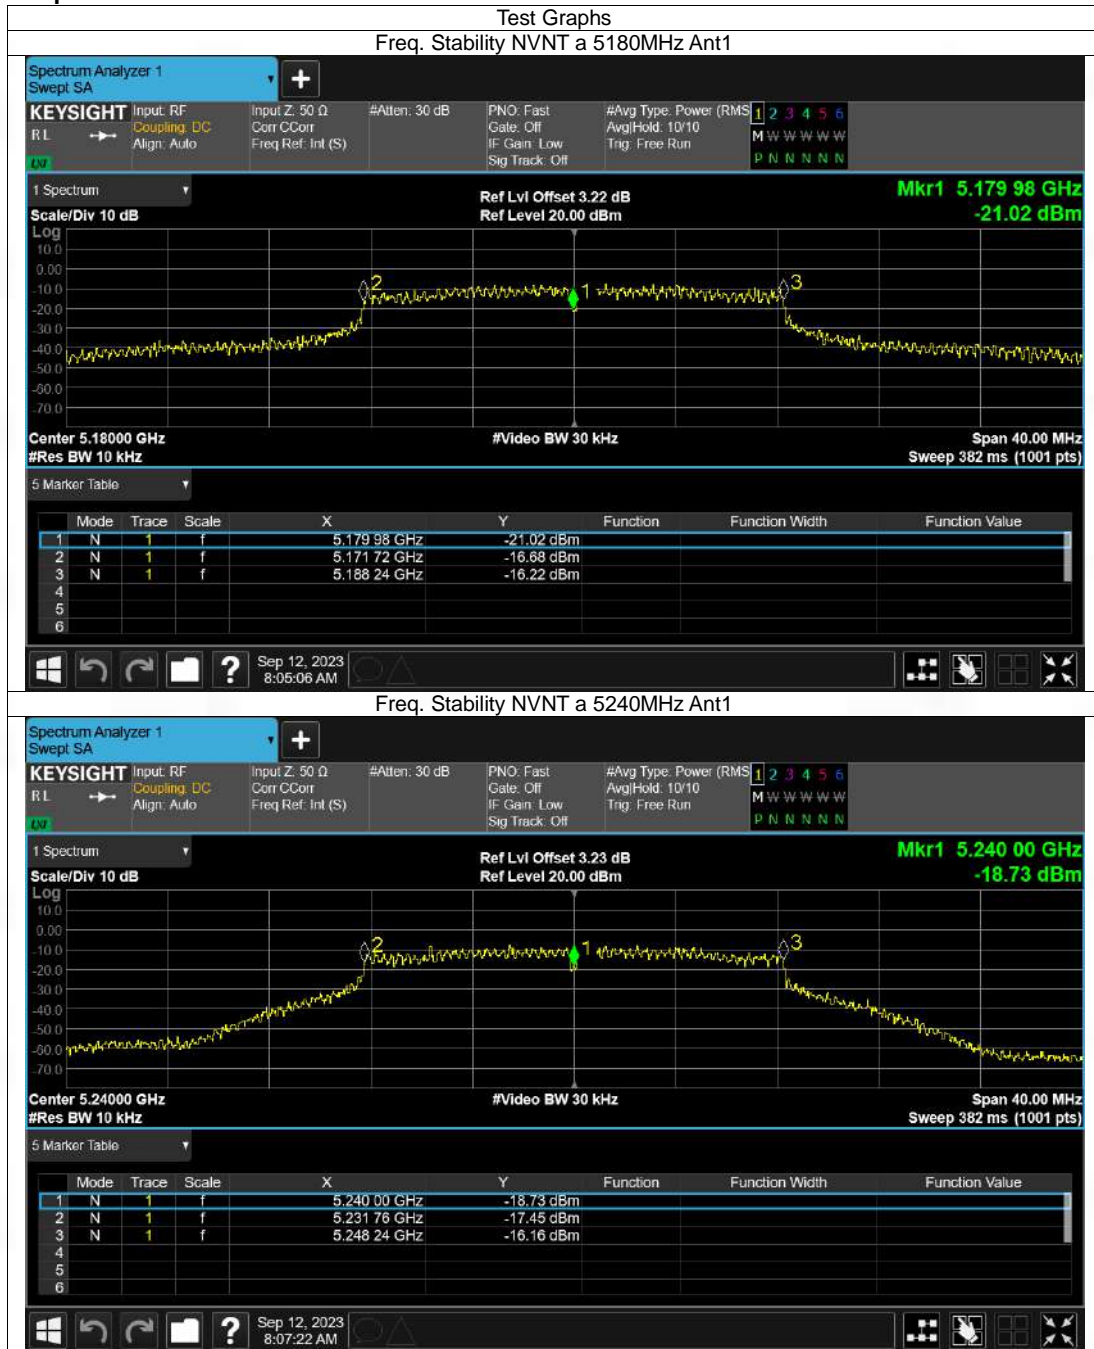 Test Graphs
Freq. Stability NVNT a 5180MHz Ant1
Spectrum Analyzer 1
Swept SA
+
KEYSIGHT Input: RF Input Z: 50 Ω #Atten: 30 dB PNO: Fast #Avg Type: Power (RMS 1 2 3 4 5 6
RL Coupling: DC Corr CCorr Gate: Off Avg|Hold: 10/10 M W W W W W
Align: Auto Freq Ref: Int (S) IF Gain: Low Trig: Free Run
LXI Sig Track: Off P N N N N N
1 Spectrum Ref Lvl Offset 3.22 dB Mkr1 5.179 98 GHz
Scale/Div 10 dB Ref Level 20.00 dBm -21.02 dBm
Log
10.0
0.00
-10.0 2 1 3
-20.0
-30.0
-40.0
-50.0
-60.0
-70.0
Center 5.18000 GHz #Video BW 30 kHz Span 40.00 MHz
#Res BW 10 kHz Sweep 382 ms (1001 pts)
5 Marker Table
Mode Trace Scale X Y Function Function Width Function Value
1 N 1 f 5.179 98 GHz -21.02 dBm
2 N 1 f 5.171 72 GHz -16.68 dBm
3 N 1 f 5.188 24 GHz -16.22 dBm
4
5
6
? Sep 12, 2023
8:05:06 AM
Freq. Stability NVNT a 5240MHz Ant1
Spectrum Analyzer 1
Swept SA
+
KEYSIGHT Input: RF Input Z: 50 Ω #Atten: 30 dB PNO: Fast #Avg Type: Power (RMS 1 2 3 4 5 6
RL Coupling: DC Corr CCorr Gate: Off Avg|Hold: 10/10 M W W W W W
Align: Auto Freq Ref: Int (S) IF Gain: Low Trig: Free Run
LXI Sig Track: Off P N N N N N
1 Spectrum Ref Lvl Offset 3.23 dB Mkr1 5.240 00 GHz
Scale/Div 10 dB Ref Level 20.00 dBm -18.73 dBm
Log
10.0
0.00
-10.0 2 1 3
-20.0
-30.0
-40.0
-50.0
-60.0
-70.0
Center 5.24000 GHz #Video BW 30 kHz Span 40.00 MHz
#Res BW 10 kHz Sweep 382 ms (1001 pts)
5 Marker Table
Mode Trace Scale X Y Function Function Width Function Value
1 N 1 f 5.240 00 GHz -18.73 dBm
2 N 1 f 5.231 76 GHz -17.45 dBm
3 N 1 f 5.248 24 GHz -16.16 dBm
4
5
6
? Sep 12, 2023
8:07:22 AM